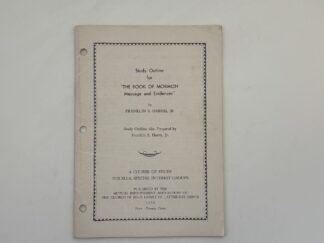 Study Outline
for
"THE BOOK OF MORMON
Message and Evidences"
by
FRANKLIN S. HARRIS, JR.
Study Outline Also Prepared by
Franklin S. Harris, Jr.
A COURSE OF STUDY
FOR M.I.A. SPECIAL INTEREST GROUPS
PUBLISHED BY THE
MUTUAL IMPROVEMENT ASSOCIATIONS OF
THE CHURCH OF JESUS CHRIST OF LATTER-DAY SAINTS
Price